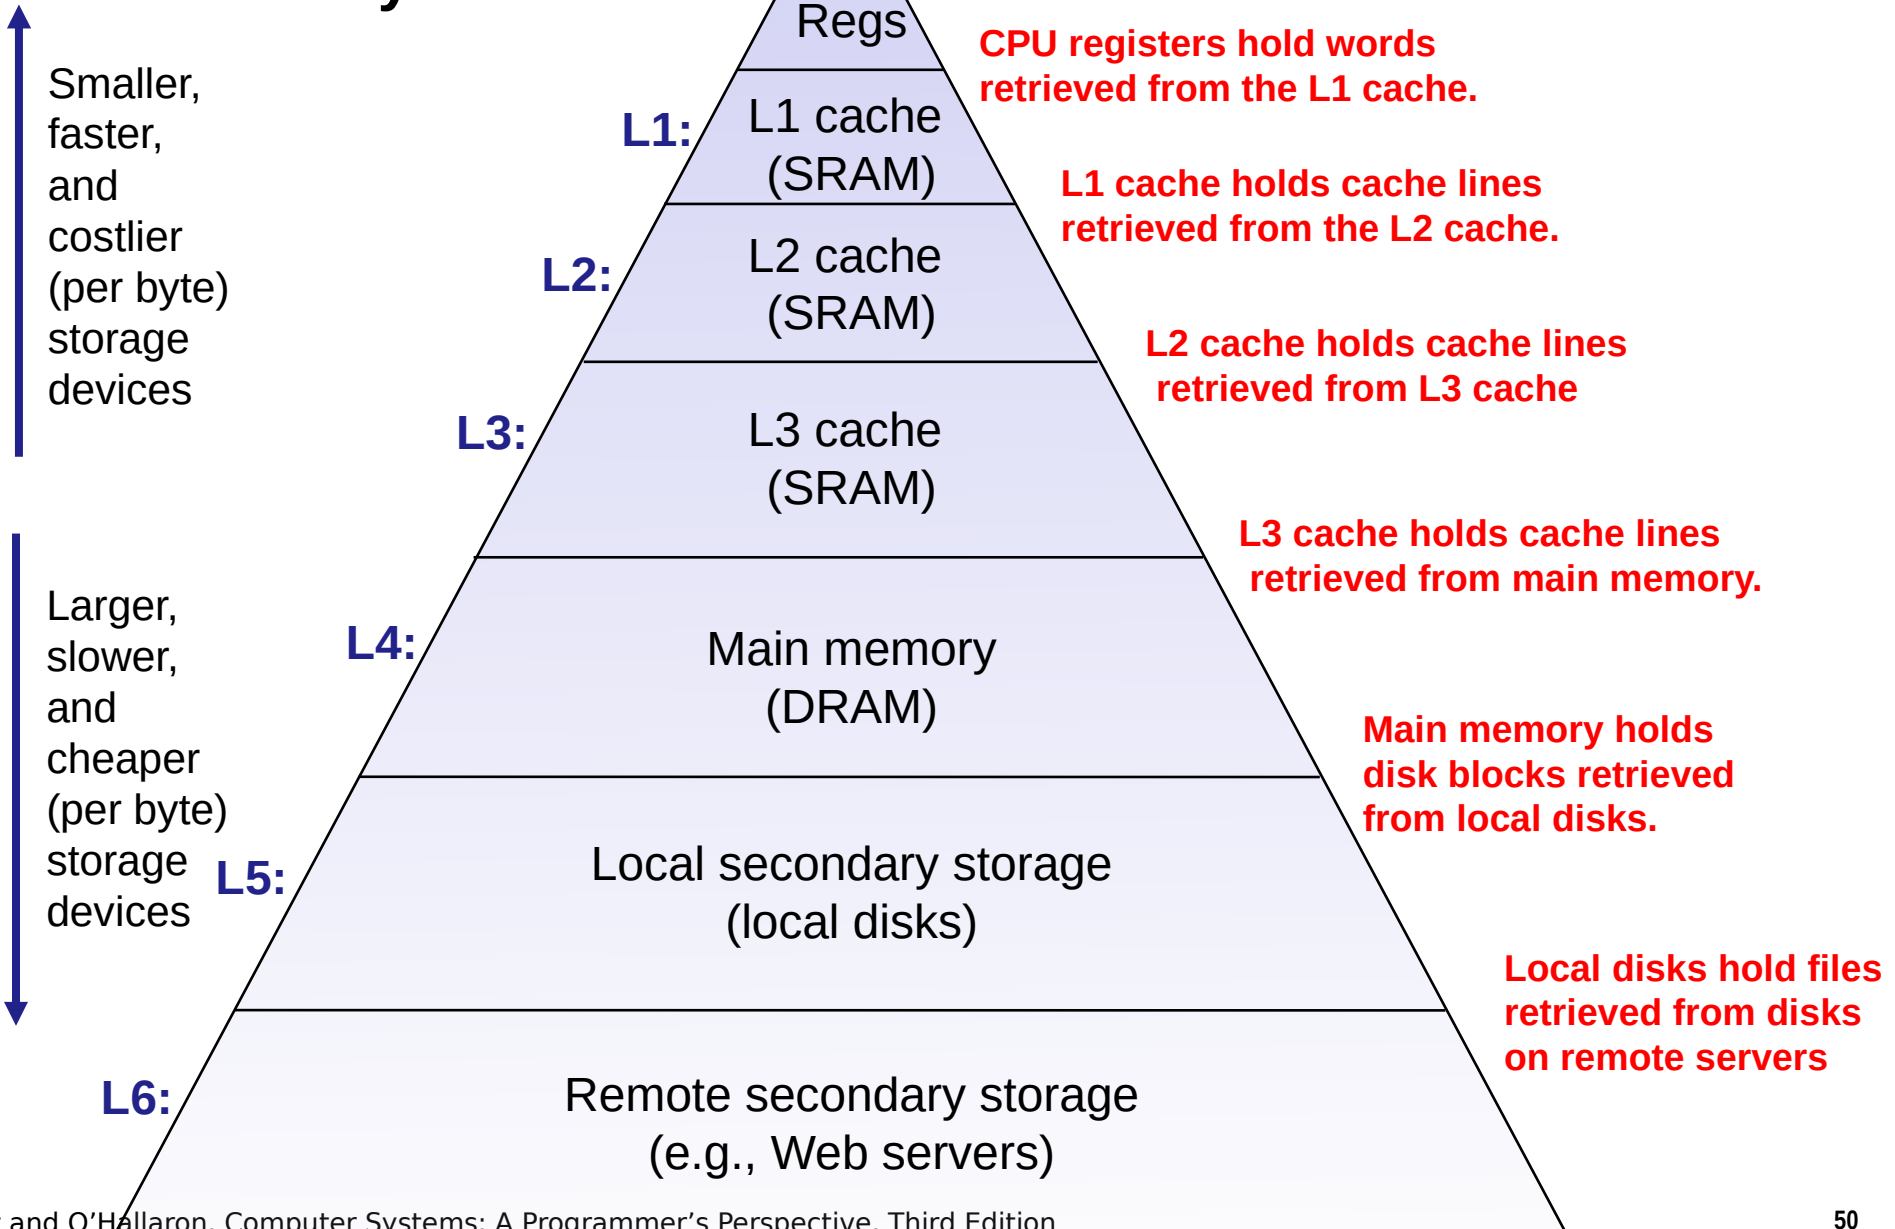 Regs
CPU registers hold words
retrieved from the L1 cache.
Smaller,
faster,
and
costlier
(per byte)
storage
devices
L1:
L1 cache
(SRAM)
L1 cache holds cache lines
retrieved from the L2 cache.
L2:
L2 cache
(SRAM)
L2 cache holds cache lines
retrieved from L3 cache
L3:
L3 cache
(SRAM)
L3 cache holds cache lines
retrieved from main memory.
Larger,
slower,
and
cheaper
(per byte)
storage
devices
L4:
Main memory
(DRAM)
Main memory holds
disk blocks retrieved
from local disks.
L5:
Local secondary storage
(local disks)
Local disks hold files
retrieved from disks
on remote servers
L6:
Remote secondary storage
(e.g., Web servers)
and O’Hallaron, Computer Systems: A Programmer’s Perspective, Third Edition
50